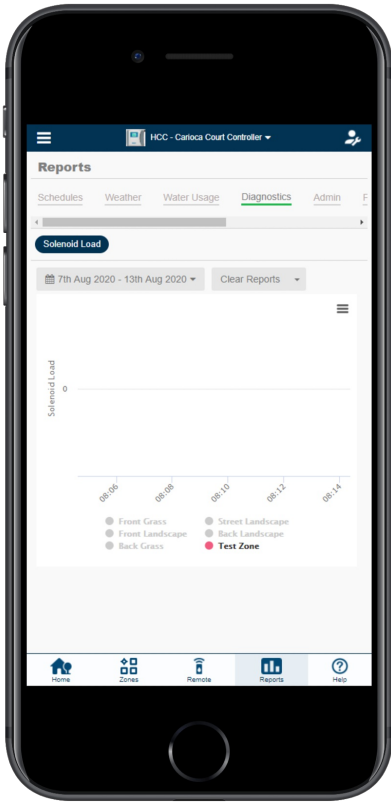 HCC - Carioca Court Controller
Reports
Schedules Weather Water Usage Diagnostics Admin F
Solenoid Load
7th Aug 2020 - 13th Aug 2020 Clear Reports
Solenoid Load
0
08:06 08:08 08:10 08:12 08:14
Front Grass Street Landscape
Front Landscape Back Landscape
Back Grass Test Zone
Home Zones Remote Reports Help